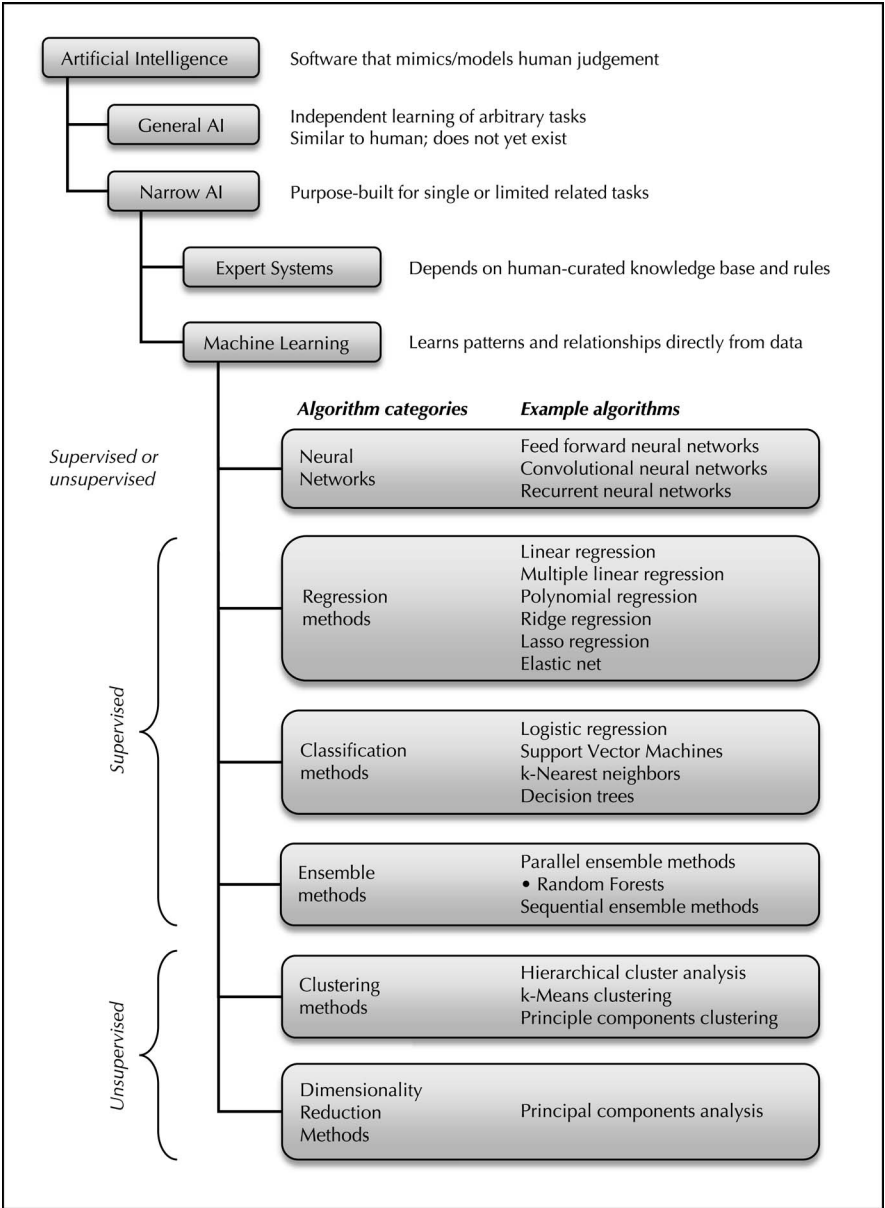 Artificial Intelligence
Software that mimics/models human judgement
General AI
Independent learning of arbitrary tasks
Similar to human; does not yet exist
Narrow AI
Purpose-built for single or limited related tasks
Expert Systems
Depends on human-curated knowledge base and rules
Machine Learning
Learns patterns and relationships directly from data
Algorithm categories
Example algorithms
Supervised or
unsupervised
Neural
Networks
Feed forward neural networks
Convolutional neural networks
Recurrent neural networks
Supervised
Regression
methods
Linear regression
Multiple linear regression
Polynomial regression
Ridge regression
Lasso regression
Elastic net
Classification
methods
Logistic regression
Support Vector Machines
k-Nearest neighbors
Decision trees
Ensemble
methods
Parallel ensemble methods
• Random Forests
Sequential ensemble methods
Unsupervised
Clustering
methods
Hierarchical cluster analysis
k-Means clustering
Principle components clustering
Dimensionality
Reduction
Methods
Principal components analysis